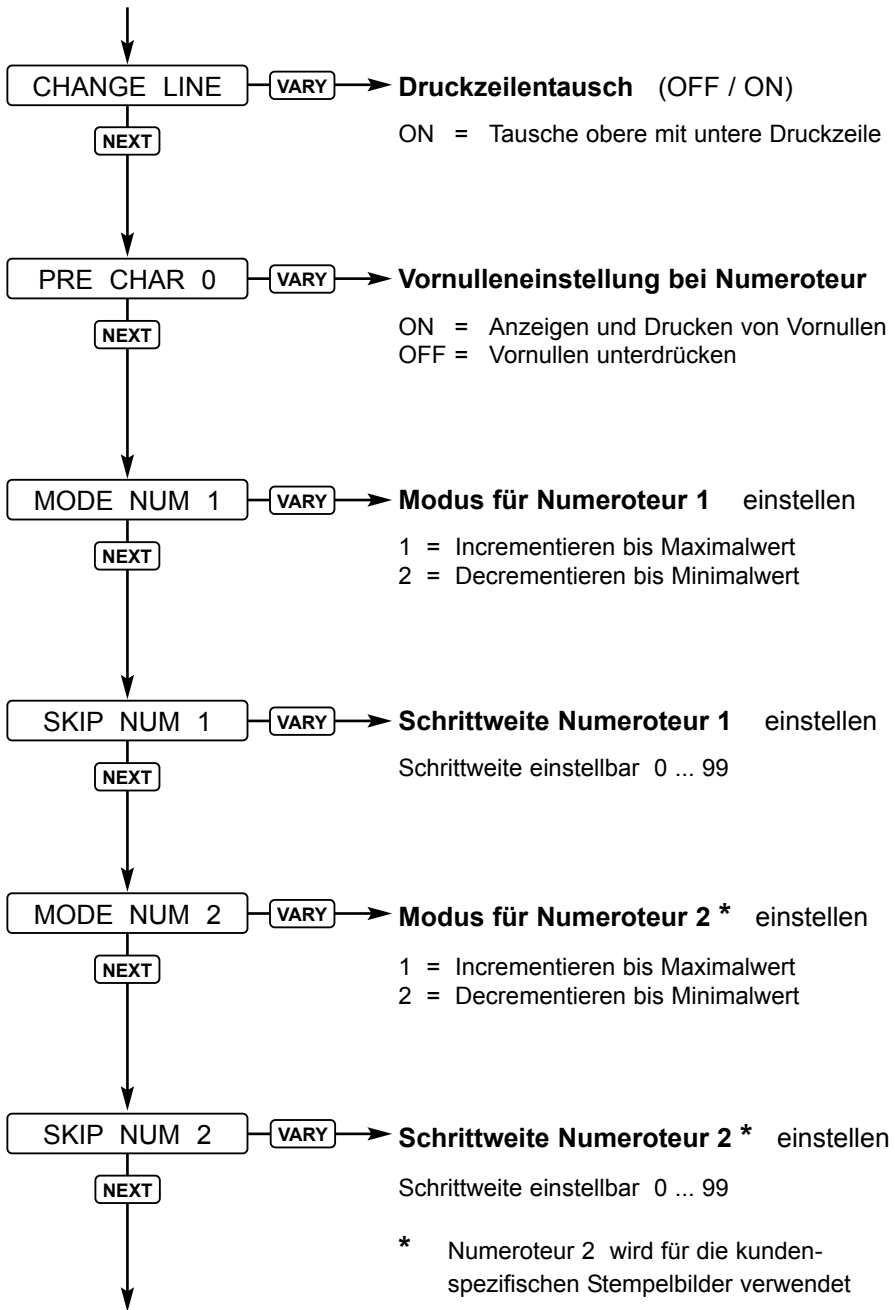 CHANGE LINE VARY Druckzeilentausch (OFF / ON)
NEXT ON = Tausche obere mit untere Druckzeile
PRE CHAR 0 VARY Vornulleneinstellung bei Numeroteur
NEXT ON = Anzeigen und Drucken von Vornullen
OFF = Vornullen unterdrücken
MODE NUM 1 VARY Modus für Numeroteur 1 einstellen
NEXT 1 = Incrementieren bis Maximalwert
2 = Decrementieren bis Minimalwert
SKIP NUM 1 VARY Schrittweite Numeroteur 1 einstellen
NEXT Schrittweite einstellbar 0 ... 99
MODE NUM 2 VARY Modus für Numeroteur 2 * einstellen
NEXT 1 = Incrementieren bis Maximalwert
2 = Decrementieren bis Minimalwert
SKIP NUM 2 VARY Schrittweite Numeroteur 2 * einstellen
NEXT Schrittweite einstellbar 0 ... 99
* Numeroteur 2 wird für die kunden-
spezifischen Stempelbilder verwendet